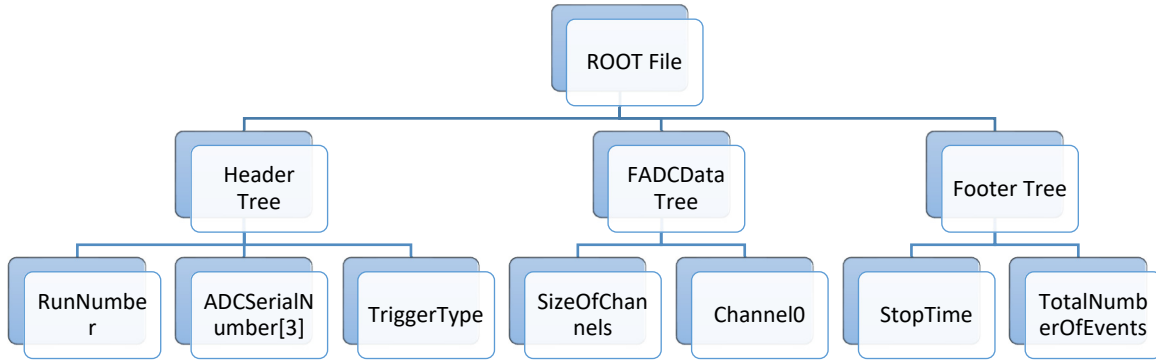 ROOT File
Header
Tree
FADCData
Tree
Footer Tree
RunNumbe
r
ADCSerialN
umber[3]
TriggerType
SizeOfChan
nels
Channel0
StopTime
TotalNumb
erOfEvents